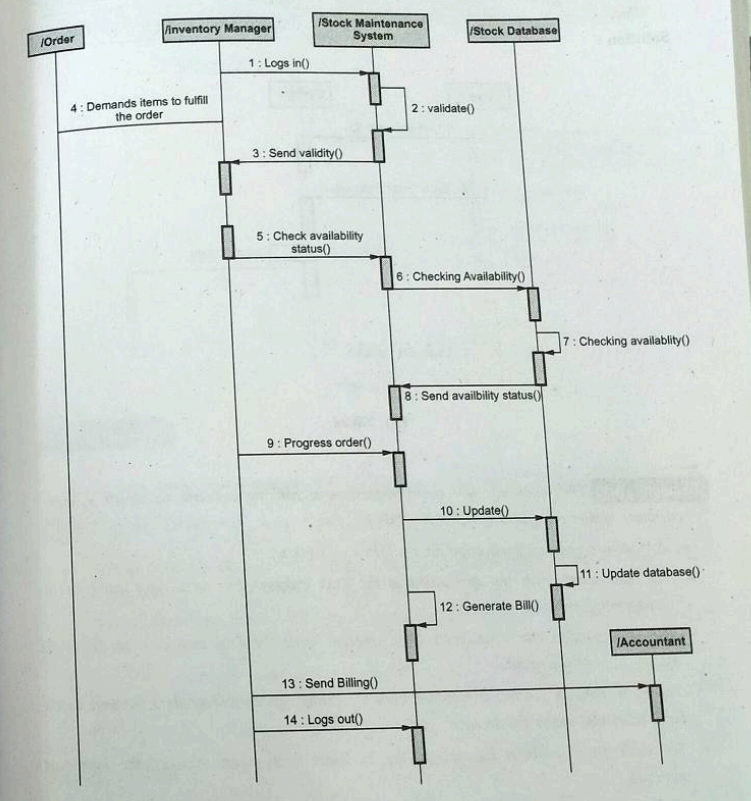 /Order
/inventory Manager
/Stock Maintenance
System
/Stock Database
1 : Logs in()
2 : validate()
4 : Demands items to fulfill
the order
3 : Send validity()
5 : Check availability
status()
6 : Checking Availability()
7 : Checking availablity()
8 : Send availbility status()
9 : Progress order()
10 : Update()
11 : Update database()
12 : Generate Bill()
/Accountant
13 : Send Billing()
14 : Logs out()